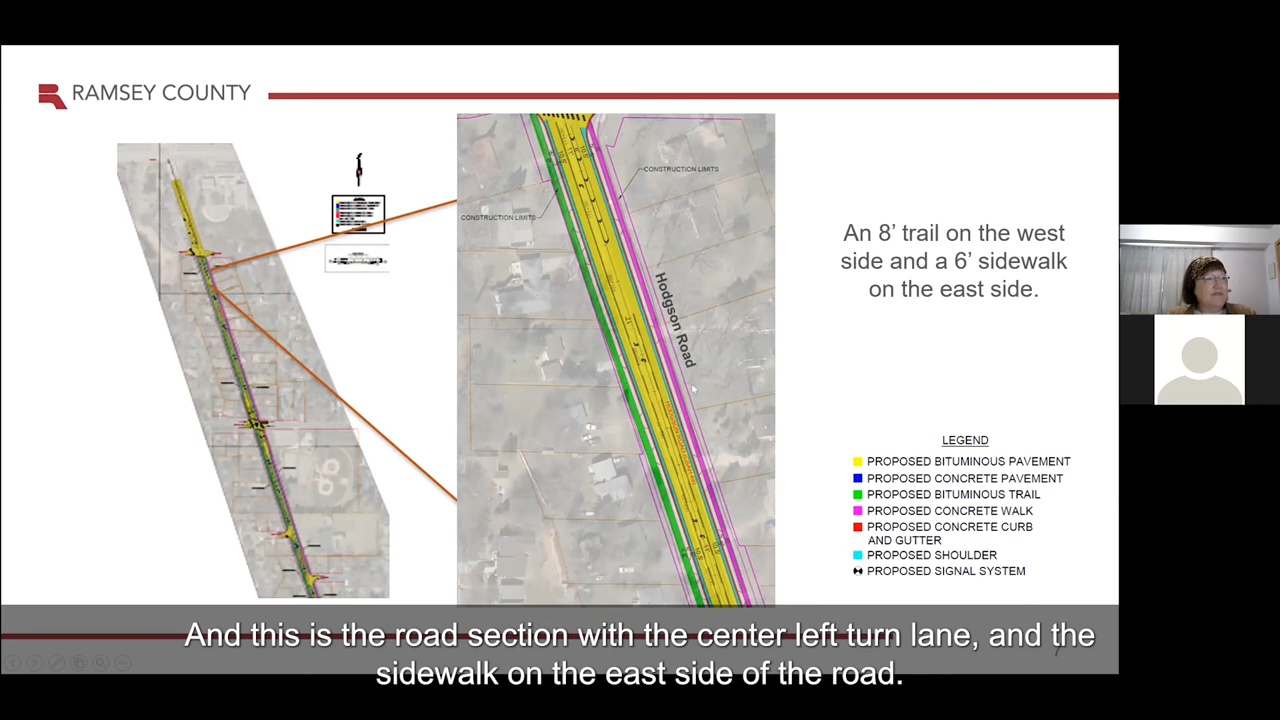 RAMSEY COUNTY
CONSTRUCTION LIMITS
CONSTRUCTION LIMITS
Hodgson Road
An 8’ trail on the west
side and a 6’ sidewalk
on the east side.
LEGEND
PROPOSED BITUMINOUS PAVEMENT
PROPOSED CONCRETE PAVEMENT
PROPOSED BITUMINOUS TRAIL
PROPOSED CONCRETE WALK
PROPOSED CONCRETE CURB
AND GUTTER
PROPOSED SHOULDER
PROPOSED SIGNAL SYSTEM
And this is the road section with the center left turn lane, and the
sidewalk on the east side of the road.